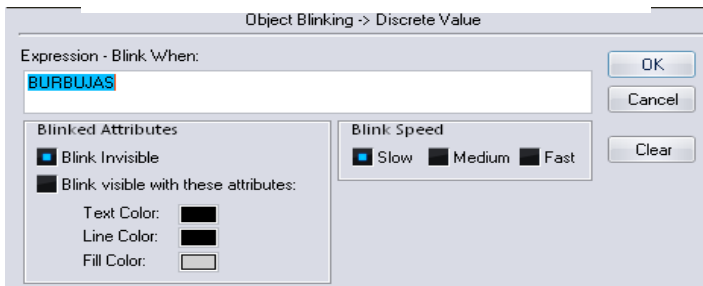 Object Blinking -> Discrete Value
Expression - Blink When:
BURBUJAS
OK
Cancel
Clear
Blinked Attributes
Blink Invisible
Blink visible with these attributes:
Text Color:
Line Color:
Fill Color:
Blink Speed
Slow Medium Fast